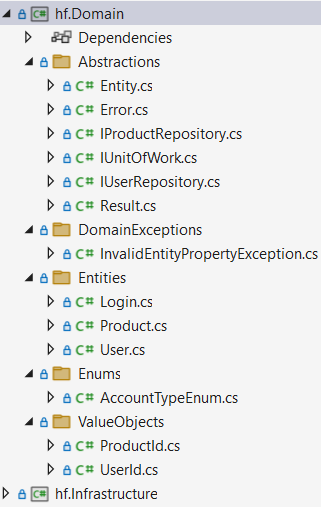 hf.Domain
Dependencies
Abstractions
C# Entity.cs
C# Error.cs
C# IProductRepository.cs
C# IUnitOfWork.cs
C# IUserRepository.cs
C# Result.cs
DomainExceptions
C# InvalidEntityPropertyException.cs
Entities
C# Login.cs
C# Product.cs
C# User.cs
Enums
C# AccountTypeEnum.cs
ValueObjects
C# ProductId.cs
C# UserId.cs
C# hf.Infrastructure